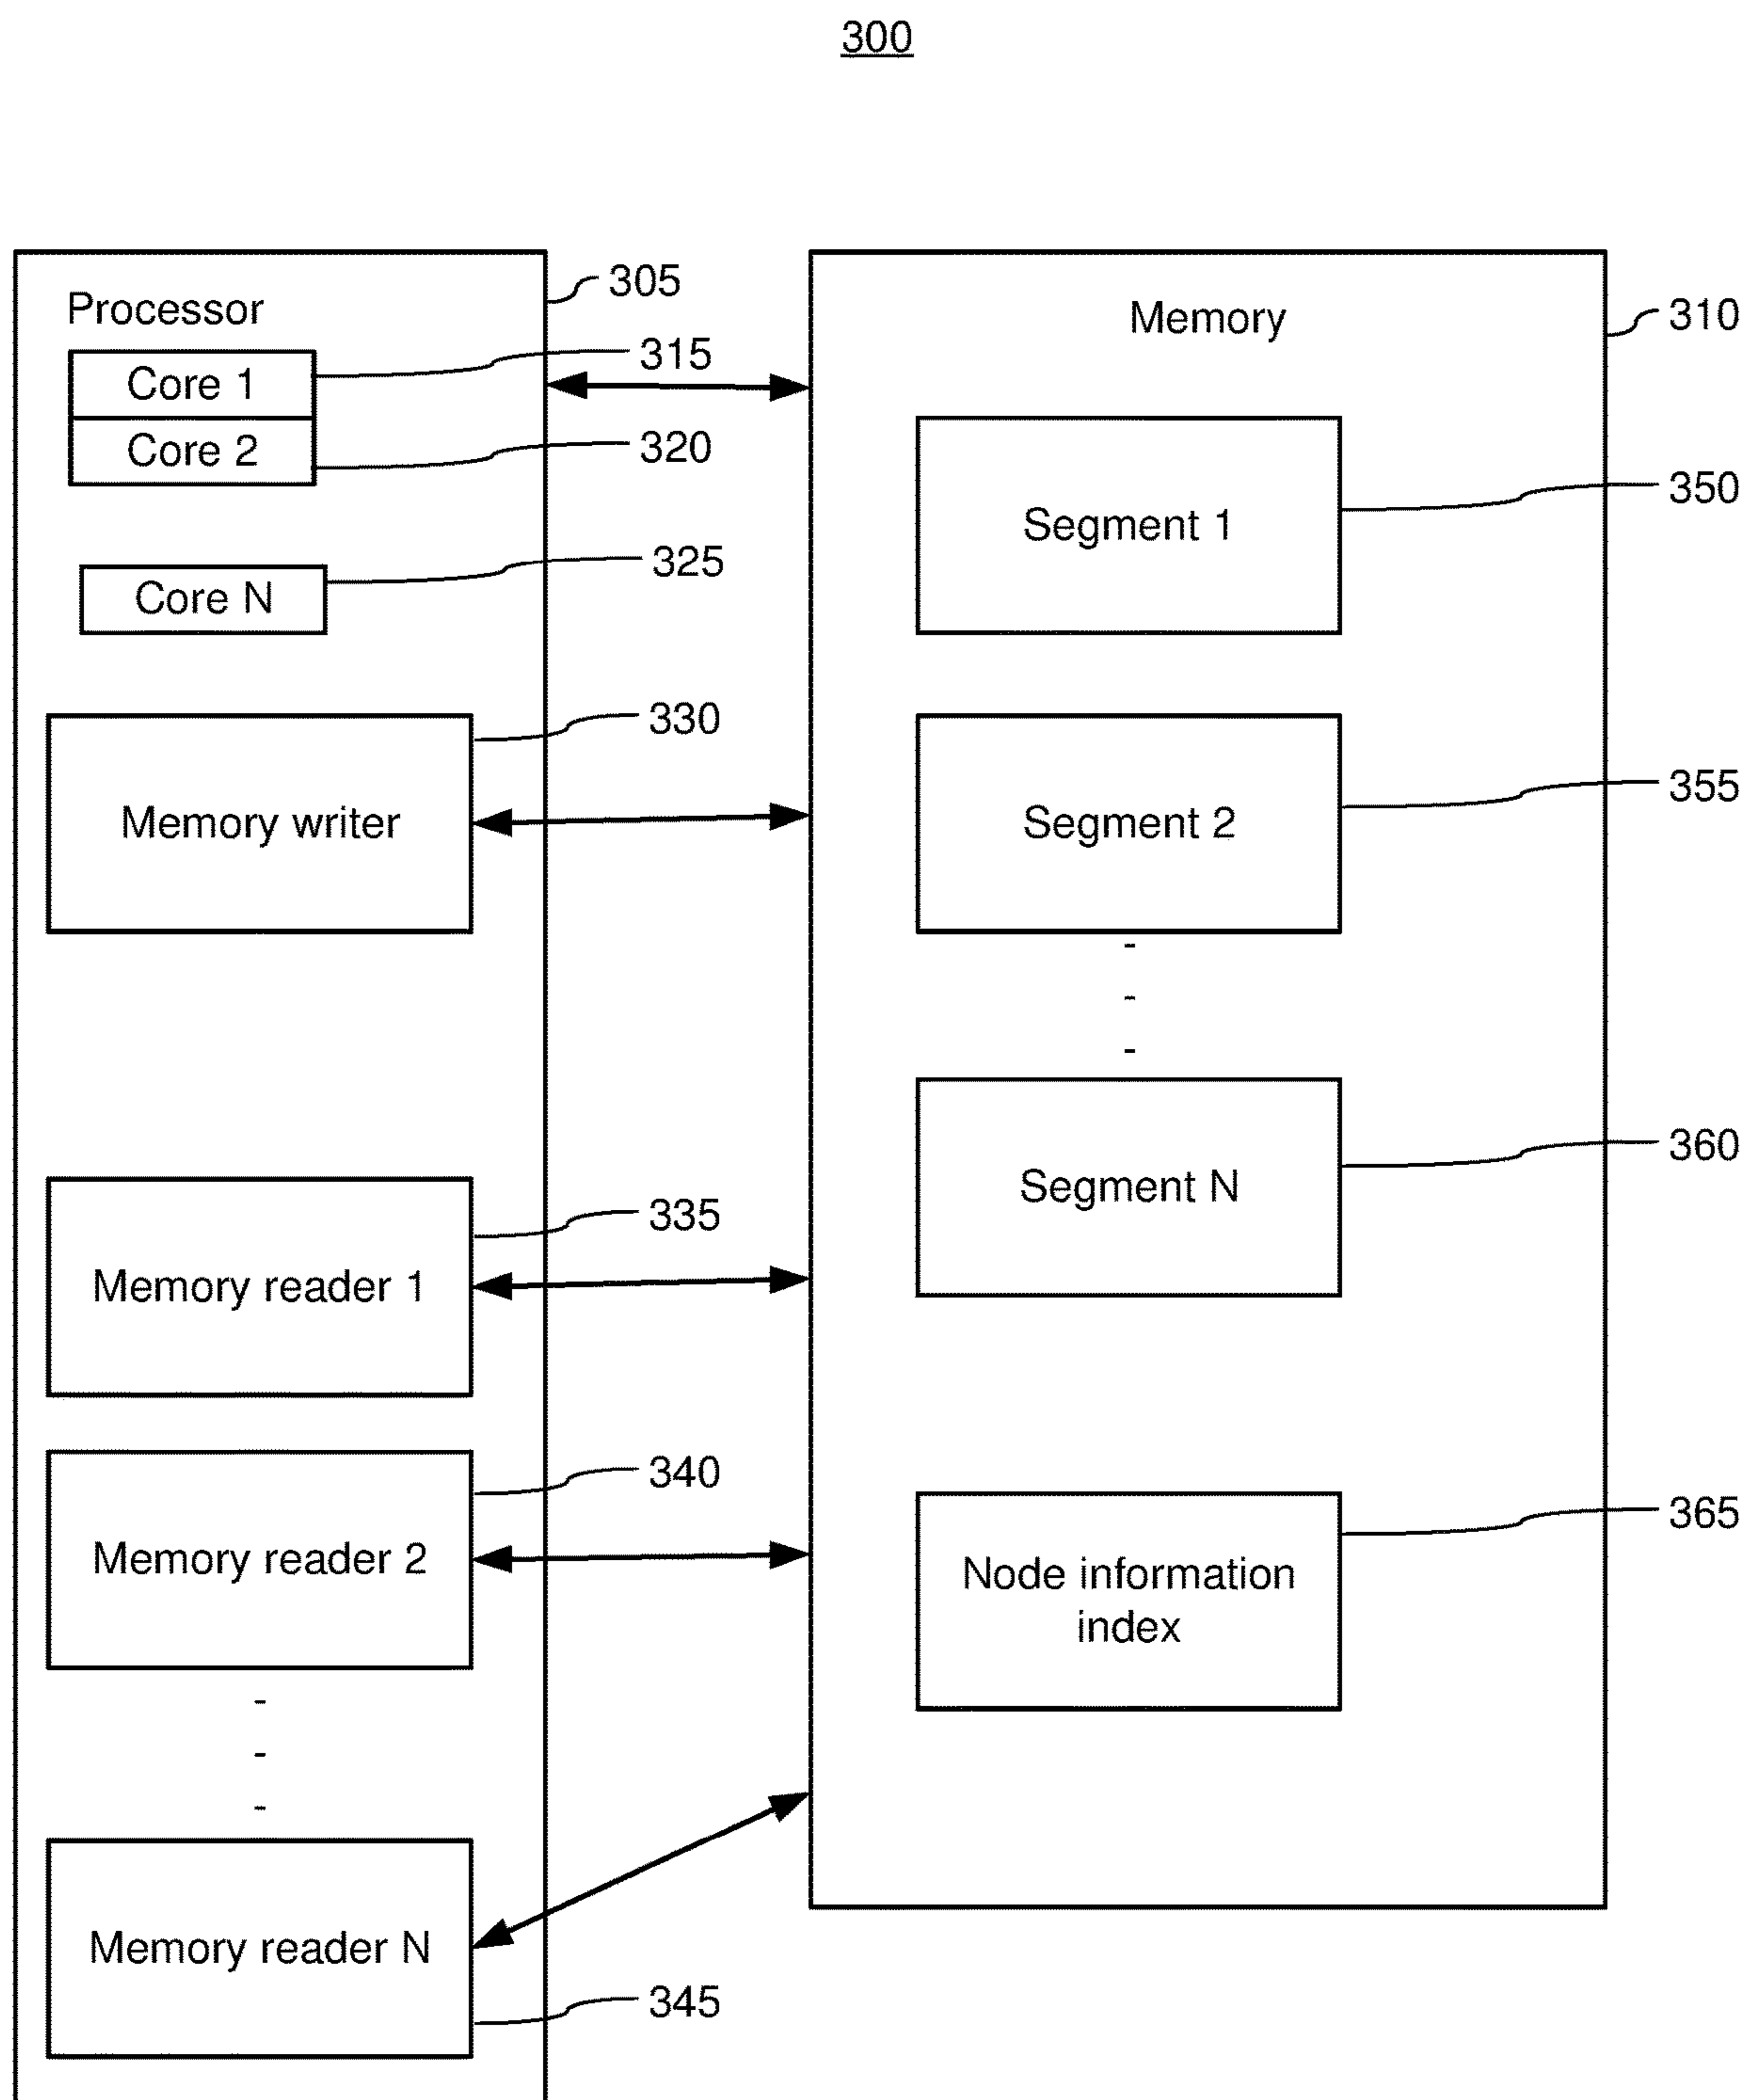 300
Processor
305
Core 1
315
Core 2
320
Core N
325
Memory writer
330
Memory reader 1
335
Memory reader 2
340
-
-
-
Memory reader N
345
Memory
310
Segment 1
350
Segment 2
355
-
-
-
Segment N
360
Node information
index
365